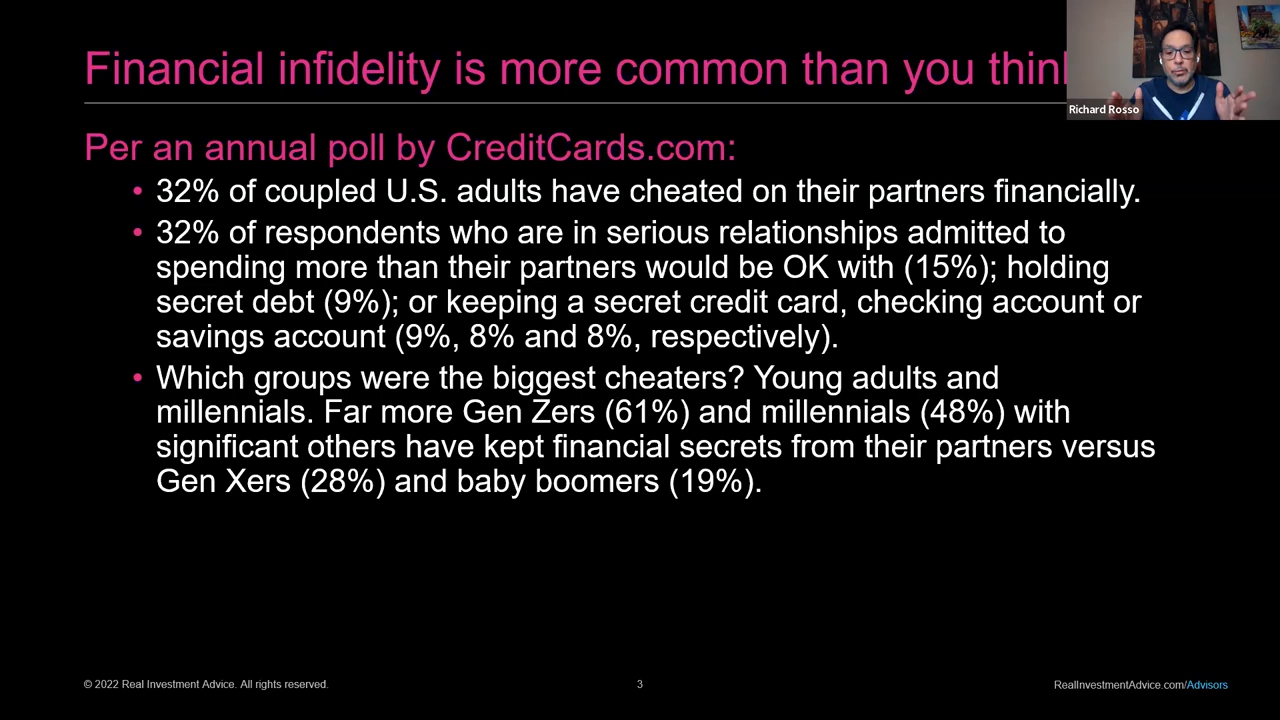 Financial infidelity is more common than you thin
Richard Rosso
Per an annual poll by CreditCards.com:
• 32% of coupled U.S. adults have cheated on their partners financially.
• 32% of respondents who are in serious relationships admitted to
spending more than their partners would be OK with (15%); holding
secret debt (9%); or keeping a secret credit card, checking account or
savings account (9%, 8% and 8%, respectively).
• Which groups were the biggest cheaters? Young adults and
millennials. Far more Gen Zers (61%) and millennials (48%) with
significant others have kept financial secrets from their partners versus
Gen Xers (28%) and baby boomers (19%).
© 2022 Real Investment Advice. All rights reserved.
3
RealInvestmentAdvice.com/Advisors